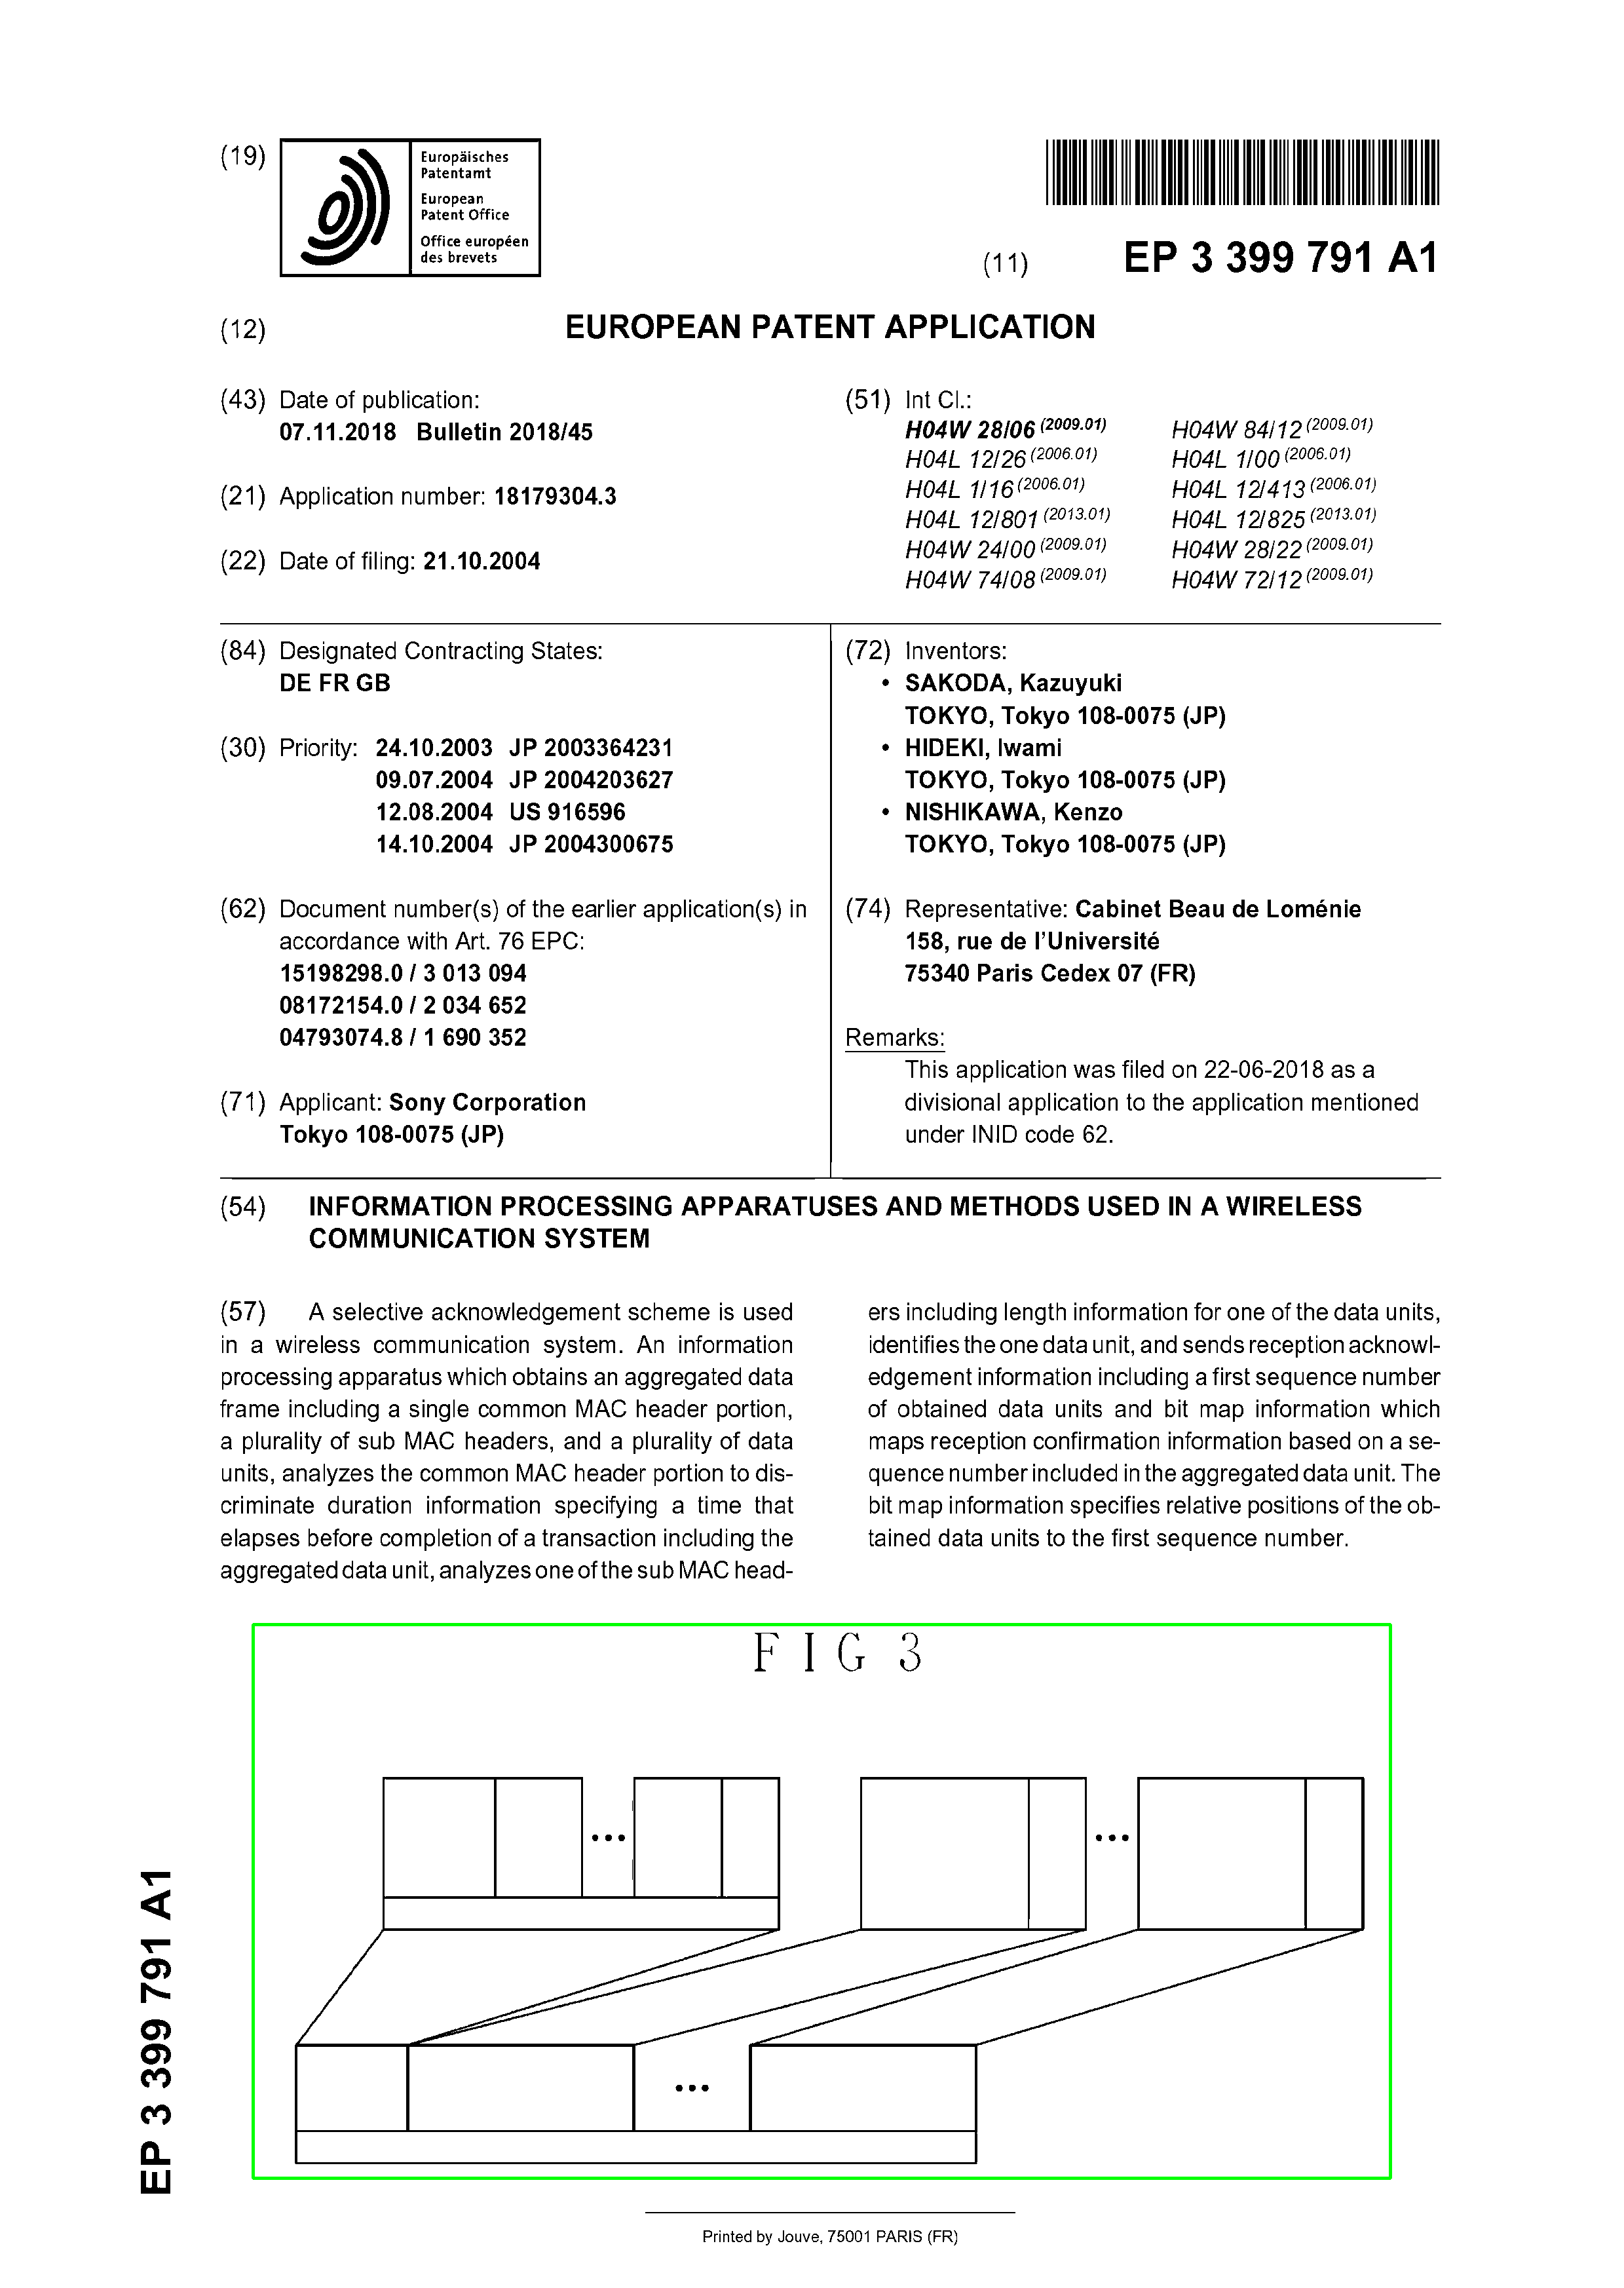 (19)
Europäisches
Patentamt
European
Patent Office
Office européen
des brevets
(11) EP 3 399 791 A1
(12) EUROPEAN PATENT APPLICATION
(43) Date of publication:
07.11.2018 Bulletin 2018/45
(21) Application number: 18179304.3
(22) Date of filing: 21.10.2004
(51) Int Cl.:
H04W 28/06 (2009.01) H04W 84/12 (2009.01)
H04L 12/26 (2006.01) H04L 1/00 (2006.01)
H04L 1/16 (2006.01) H04L 12/413 (2006.01)
H04L 12/801 (2013.01) H04L 12/825 (2013.01)
H04W 24/00 (2009.01) H04W 28/22 (2009.01)
H04W 74/08 (2009.01) H04W 72/12 (2009.01)
(84) Designated Contracting States:
DE FR GB
(30) Priority: 24.10.2003 JP 2003364231
09.07.2004 JP 2004203627
12.08.2004 US 916596
14.10.2004 JP 2004300675
(62) Document number(s) of the earlier application(s) in
accordance with Art. 76 EPC:
15198298.0 / 3 013 094
08172154.0 / 2 034 652
04793074.8 / 1 690 352
(71) Applicant: Sony Corporation
Tokyo 108-0075 (JP)
(72) Inventors:
• SAKODA, Kazuyuki
TOKYO, Tokyo 108-0075 (JP)
• HIDEKI, Iwami
TOKYO, Tokyo 108-0075 (JP)
• NISHIKAWA, Kenzo
TOKYO, Tokyo 108-0075 (JP)
(74) Representative: Cabinet Beau de Loménie
158, rue de l'Université
75340 Paris Cedex 07 (FR)
Remarks:
This application was filed on 22-06-2018 as a
divisional application to the application mentioned
under INID code 62.
(54) INFORMATION PROCESSING APPARATUSES AND METHODS USED IN A WIRELESS
COMMUNICATION SYSTEM
(57) A selective acknowledgement scheme is used
in a wireless communication system. An information
processing apparatus which obtains an aggregated data
frame including a single common MAC header portion,
a plurality of sub MAC headers, and a plurality of data
units, analyzes the common MAC header portion to dis-
criminate duration information specifying a time that
elapses before completion of a transaction including the
aggregated data unit, analyzes one of the sub MAC head-
ers including length information for one of the data units,
identifies the one data unit, and sends reception acknowl-
edgement information including a first sequence number
of obtained data units and bit map information which
maps reception confirmation information based on a se-
quence number included in the aggregated data unit. The
bit map information specifies relative positions of the ob-
tained data units to the first sequence number.
FIG 3
•••
•••
•••
EP 3 399 791 A1
Printed by Jouve, 75001 PARIS (FR)